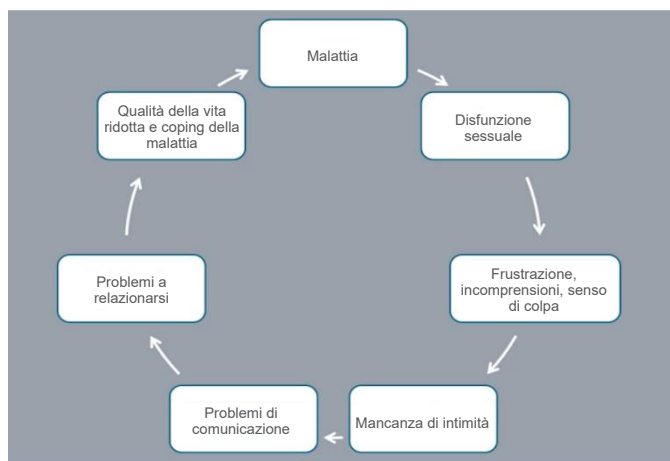 Malattia
Disfunzione
sessuale
Frustrazione,
incomprensioni, senso
di colpa
Mancanza di intimità
Problemi di
comunicazione
Problemi a
relazionarsi
Qualità della vita
ridotta e coping della
malattia